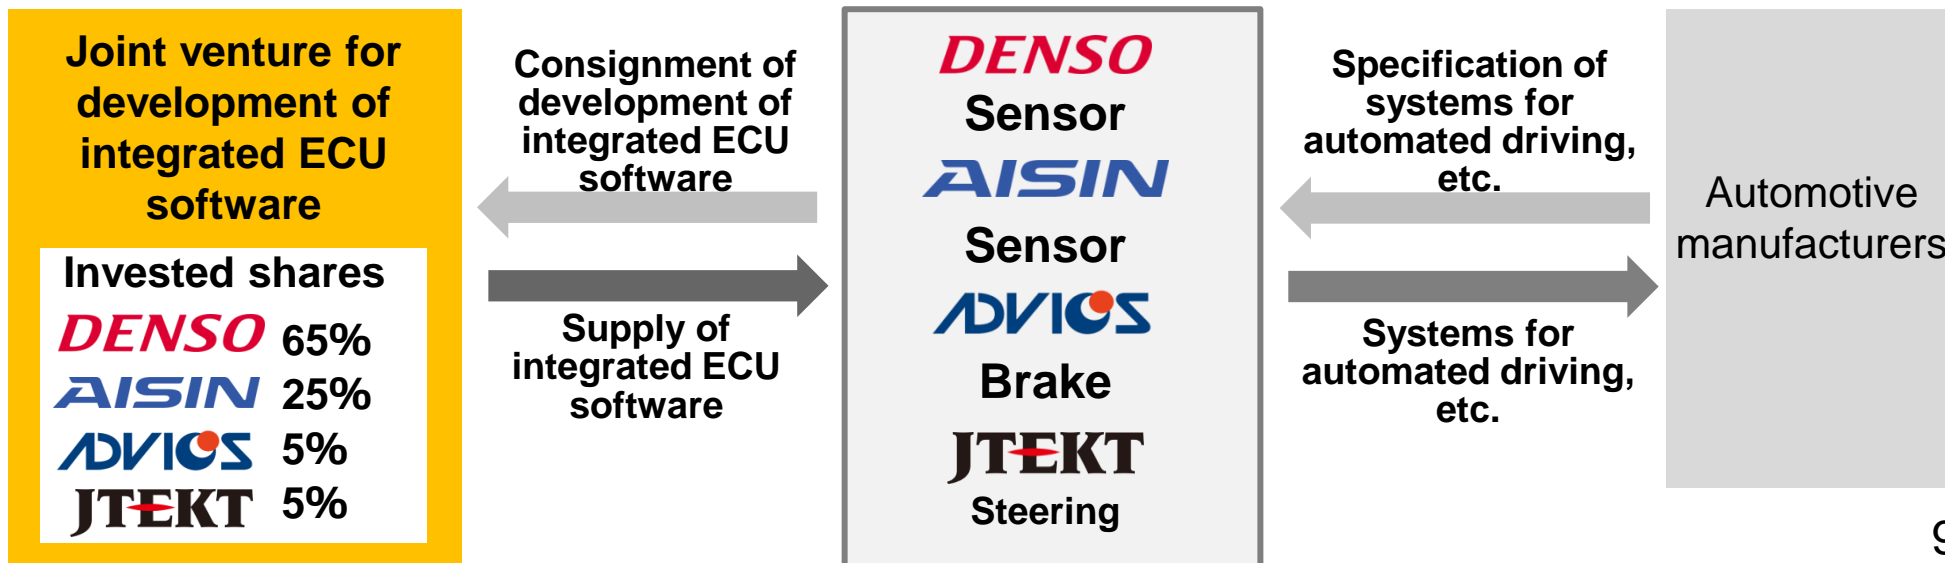 Joint venture for
development of
integrated ECU
software
Invested shares
DENSO 65%
AISIN 25%
ADVICS 5%
JTEKT 5%
Consignment of
development of
integrated ECU
software
Supply of
integrated ECU
software
DENSO
Sensor
AISIN
Sensor
ADVICS
Brake
JTEKT
Steering
Specification of
systems for
automated driving,
etc.
Systems for
automated driving,
etc.
Automotive
manufacturers
9